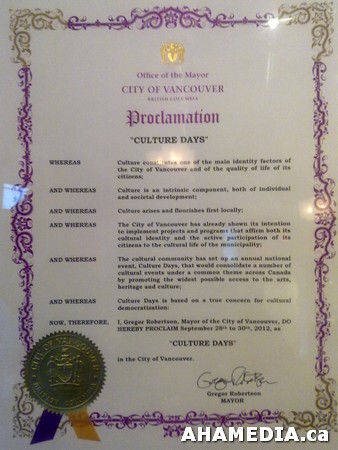 Office of the Mayor
CITY OF VANCOUVER
BRITISH COLUMBIA
Proclamation
"CULTURE DAYS"
WHEREAS Culture constitutes one of the main identity factors of
the City of Vancouver and of the quality of life of its
citizens;
AND WHEREAS Culture is an intrinsic component, both of individual
and societal development;
AND WHEREAS Culture arises and flourishes first locally;
AND WHEREAS The City of Vancouver has already shown its intention
to implement projects and programs that affirm both its
cultural identity and the active participation of its
citizens to the cultural life of the municipality;
AND WHEREAS The cultural community has set up an annual national
event, Culture Days, that would consolidate a number of
cultural events under a common theme across Canada
by promoting the widest possible access to the arts,
heritage and culture;
AND WHEREAS Culture Days is based on a true concern for cultural
democratization:
NOW, THEREFORE, I, Gregor Robertson, Mayor of the City of Vancouver, DO
HEREBY PROCLAIM September 28th to 30th, 2012, as
"CULTURE DAYS"
in the City of Vancouver.
Gregor Robertson
MAYOR
AHAMEDIA.ca